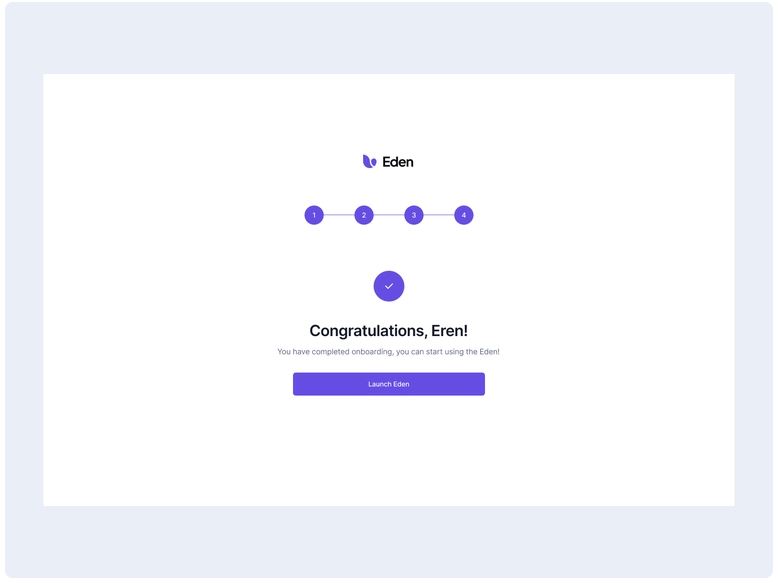 Eden
1 2 3 4
Congratulations, Eren!
You have completed onboarding, you can start using the Eden!
Launch Eden